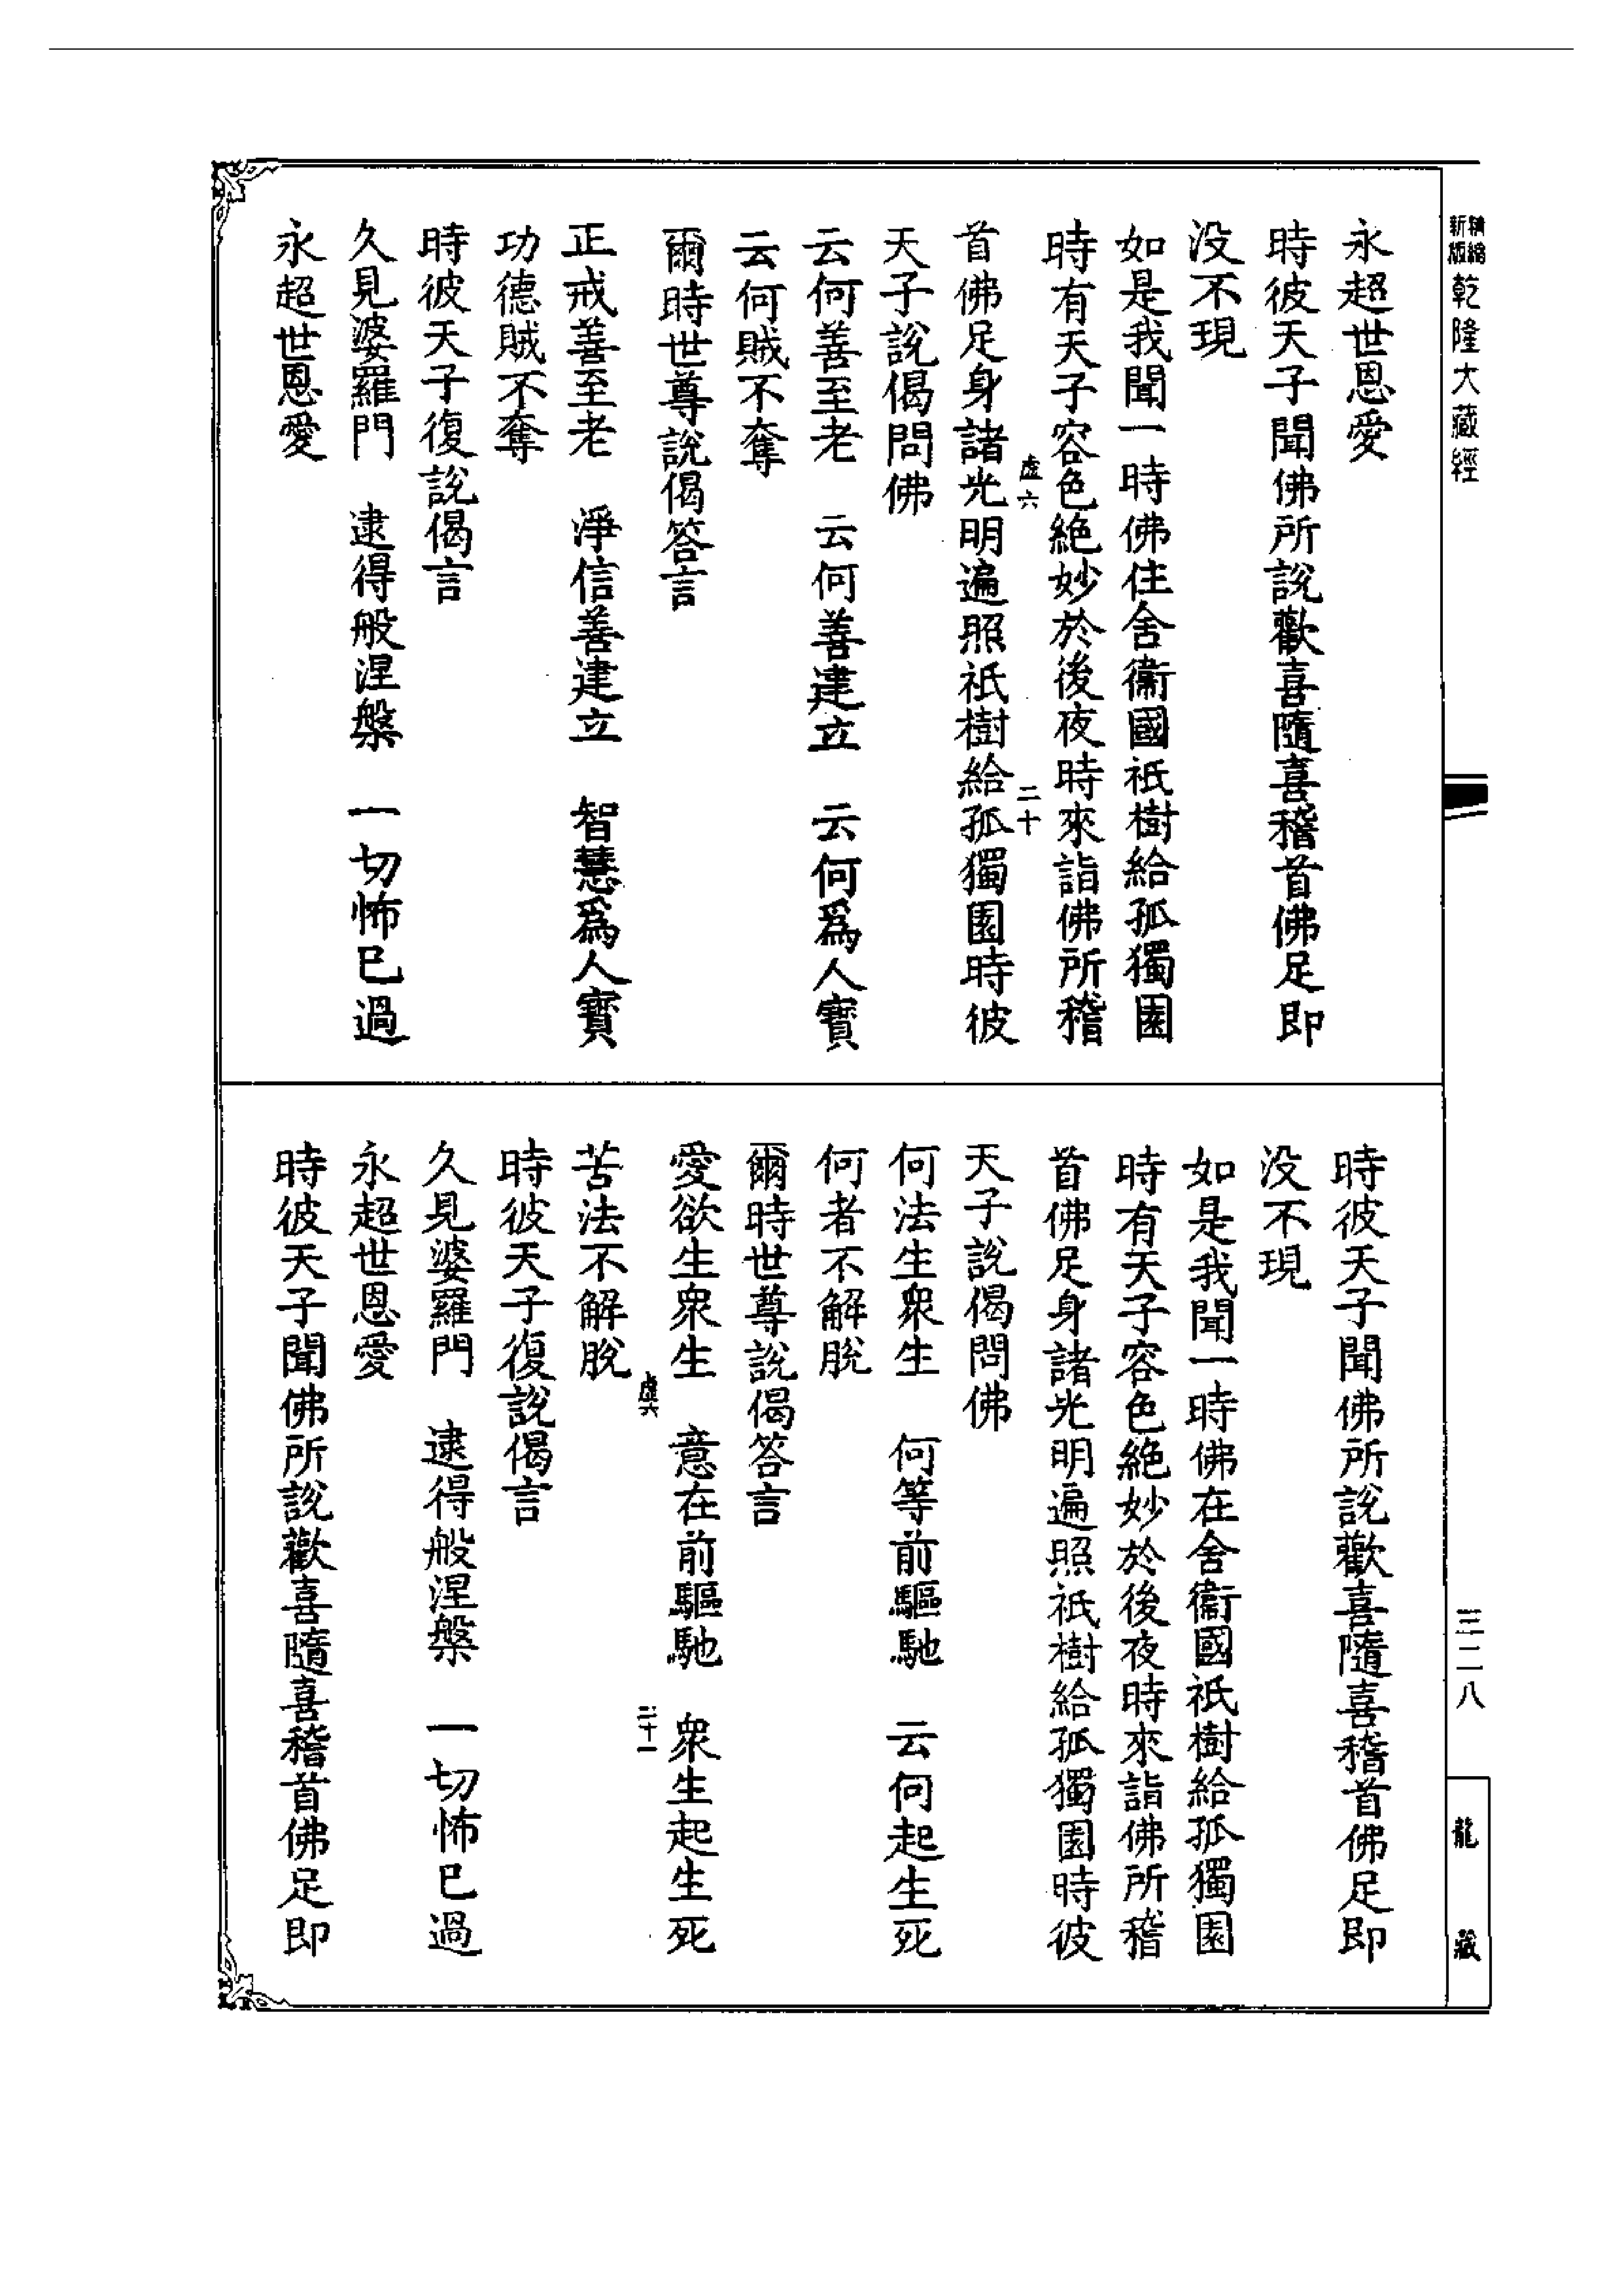 新版精縮乾隆大藏經
永超世恩愛
時彼天子聞佛所說歡喜隨喜稽首佛足即
没不現
如是我聞一時佛住舍衞國祇樹給孤獨園
時有天子容色絶妙於後夜時來詣佛所稽
虛六 二十
首佛足身諸光明遍照祇樹給孤獨園時彼
天子說偈問佛
云何善至老 云何善建立 云何爲人寶
云何賊不奪
爾時世尊說偈答言
正戒善至老 淨信善建立 智慧爲人寶
功德賊不奪
時彼天子復說偈言
久見婆羅門 逮得般涅槃 一切怖已過
永超世恩愛
時彼天子聞佛所說歡喜隨喜稽首佛足即
没不現
如是我聞一時佛在舍衞國祇樹給孤獨園
時有天子容色絶妙於後夜時來詣佛所稽
首佛足身諸光明遍照祇樹給孤獨園時彼
天子說偈問佛
何法生衆生 何等前驅馳 云何起生死
何者不解脫
爾時世尊說偈答言
愛欲生衆生 意在前驅馳 衆生起生死
虛六 二十一
苦法不解脫
時彼天子復說偈言
久見婆羅門 逮得般涅槃 一切怖已過
永超世恩愛
時彼天子聞佛所說歡喜隨喜稽首佛足即
三二八
龍藏